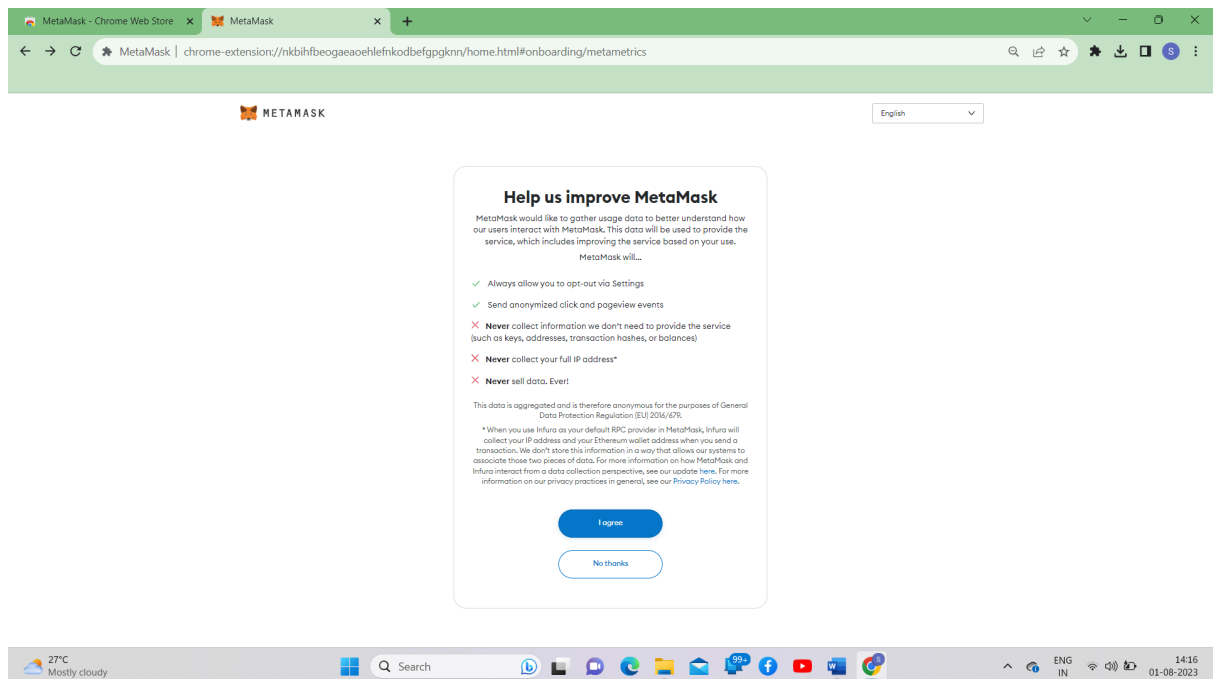 MetaMask - Chrome Web Store
MetaMask
MetaMask
chrome-extension://nkbihfbeogaeaoehlefnkodbefgpgknn/home.html#onboarding/metametrics
S
METAMASK
English
Help us improve MetaMask
MetaMask would like to gather usage data to better understand how
our users interact with MetaMask. This data will be used to provide the
service, which includes improving the service based on your use.
MetaMask will...
Always allow you to opt-out via Settings
Send anonymized click and pageview events
Never collect information we don't need to provide the service
(such as keys, addresses, transaction hashes, or balances)
Never collect your full IP address*
Never sell data. Ever!
This data is aggregated and is therefore anonymous for the purposes of General
Data Protection Regulation (EU) 2016/679.
* When you use Infura as your default RPC provider in MetaMask, Infura will
collect your IP address and your Ethereum wallet address when you send a
transaction. We don't store this information in a way that allows our systems to
associate those two pieces of data. For more information on how MetaMask and
Infura interact from a data collection perspective, see our update here. For more
information on our privacy practices in general, see our Privacy Policy here.
I agree
No thanks
27°C
Mostly cloudy
Search
99+
S
ENG
IN
14:16
01-08-2023